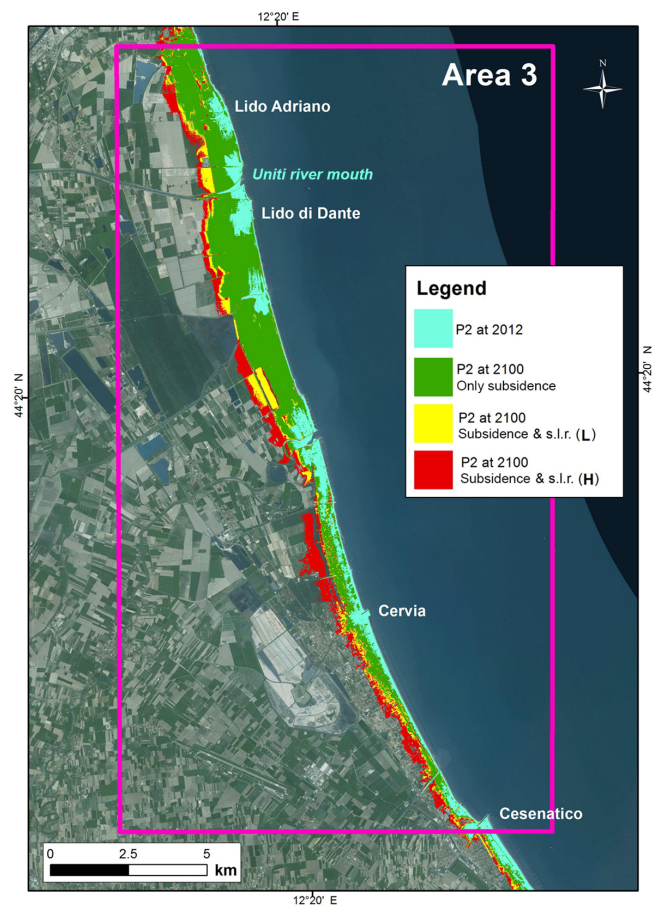 12°20' E
Area 3
N
Lido Adriano
Uniti river mouth
Lido di Dante
Legend
P2 at 2012
P2 at 2100
Only subsidence
P2 at 2100
Subsidence & s.l.r. (L)
P2 at 2100
Subsidence & s.l.r. (H)
44°20' N
44°20' N
Cervia
Cesenatico
0 2.5 5
km
12°20' E